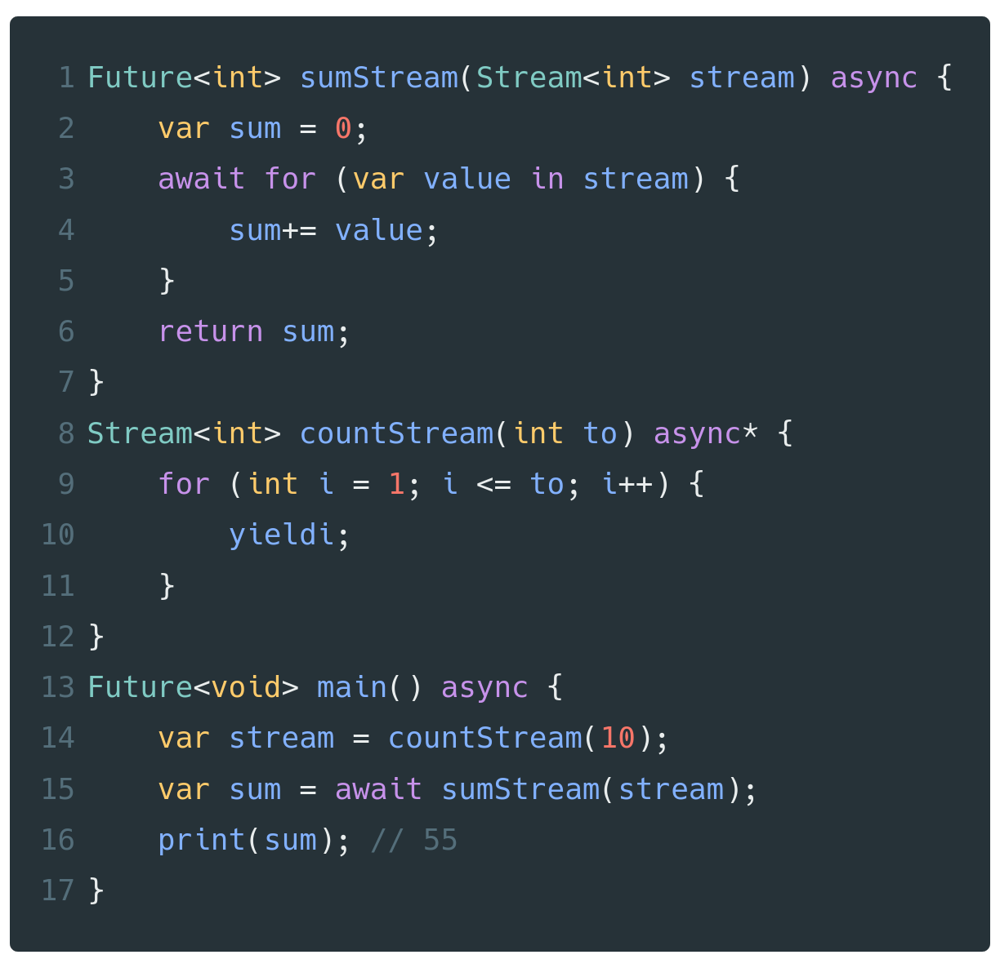 1 Future<int> sumStream(Stream<int> stream) async {
2     var sum = 0;
3     await for (var value in stream) {
4         sum+= value;
5     }
6     return sum;
7 }
8 Stream<int> countStream(int to) async* {
9     for (int i = 1; i <= to; i++) {
10         yieldi;
11     }
12 }
13 Future<void> main() async {
14     var stream = countStream(10);
15     var sum = await sumStream(stream);
16     print(sum); // 55
17 }